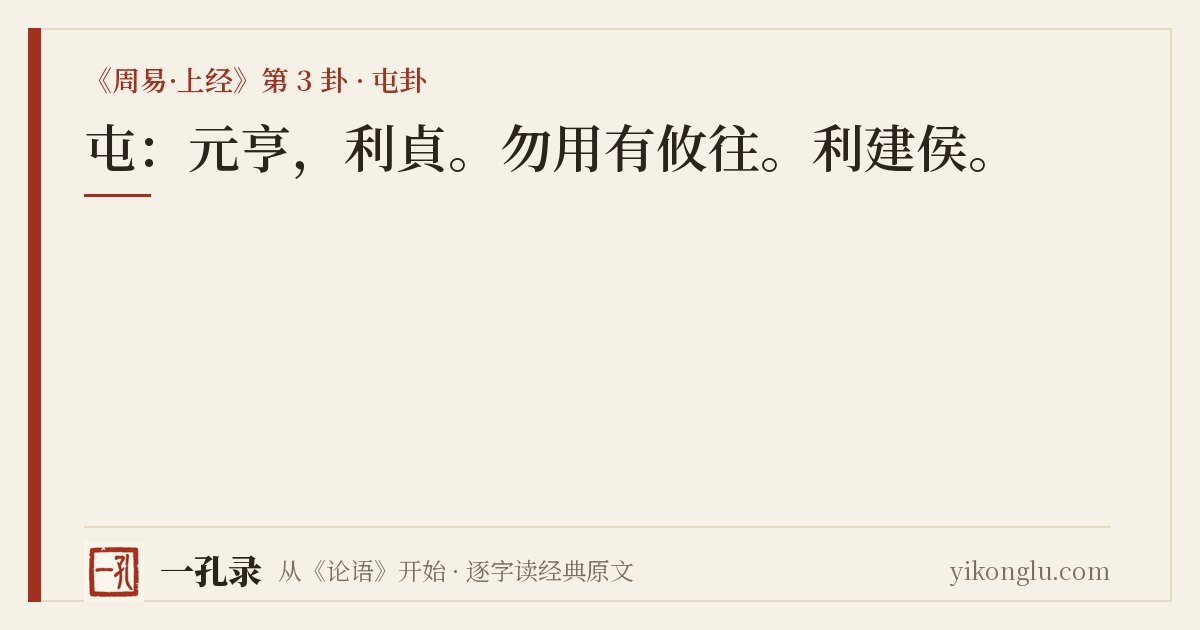 《周易·上经》第 3 卦 · 屯卦
屯：元亨，利貞。勿用有攸往。利建侯。
一孔
一孔录 从《论语》开始 · 逐字读经典原文 yikonglu.com